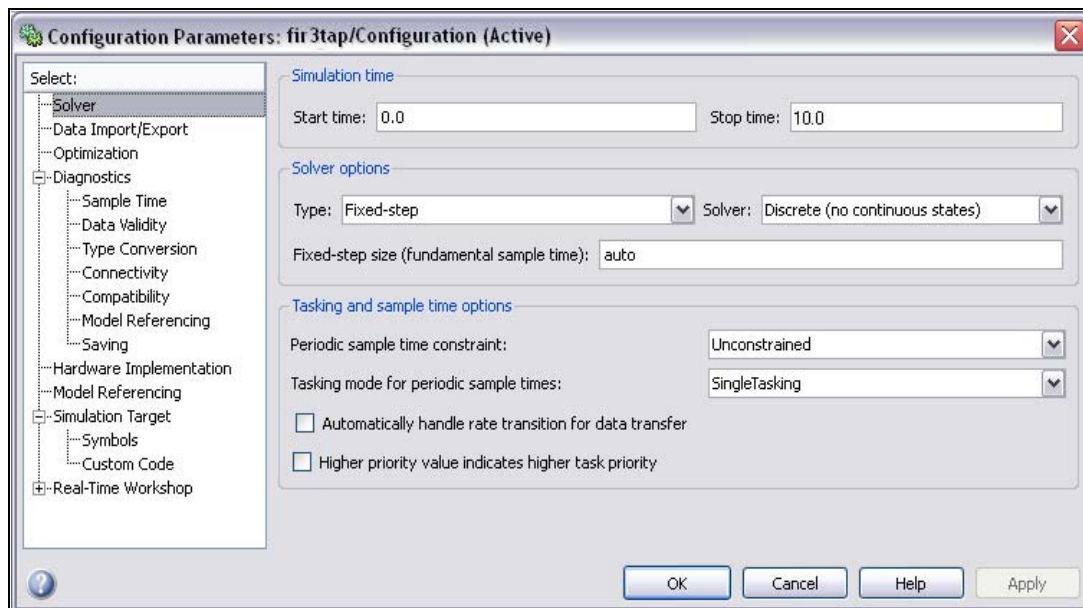 Configuration Parameters: fir3tap/Configuration (Active)
Select:
Solver
Data Import/Export
Optimization
Diagnostics
Sample Time
Data Validity
Type Conversion
Connectivity
Compatibility
Model Referencing
Saving
Hardware Implementation
Model Referencing
Simulation Target
Symbols
Custom Code
Real-Time Workshop
Simulation time
Start time: 0.0 Stop time: 10.0
Solver options
Type: Fixed-step Solver: Discrete (no continuous states)
Fixed-step size (fundamental sample time): auto
Tasking and sample time options
Periodic sample time constraint: Unconstrained
Tasking mode for periodic sample times: SingleTasking
Automatically handle rate transition for data transfer
Higher priority value indicates higher task priority
OK Cancel Help Apply